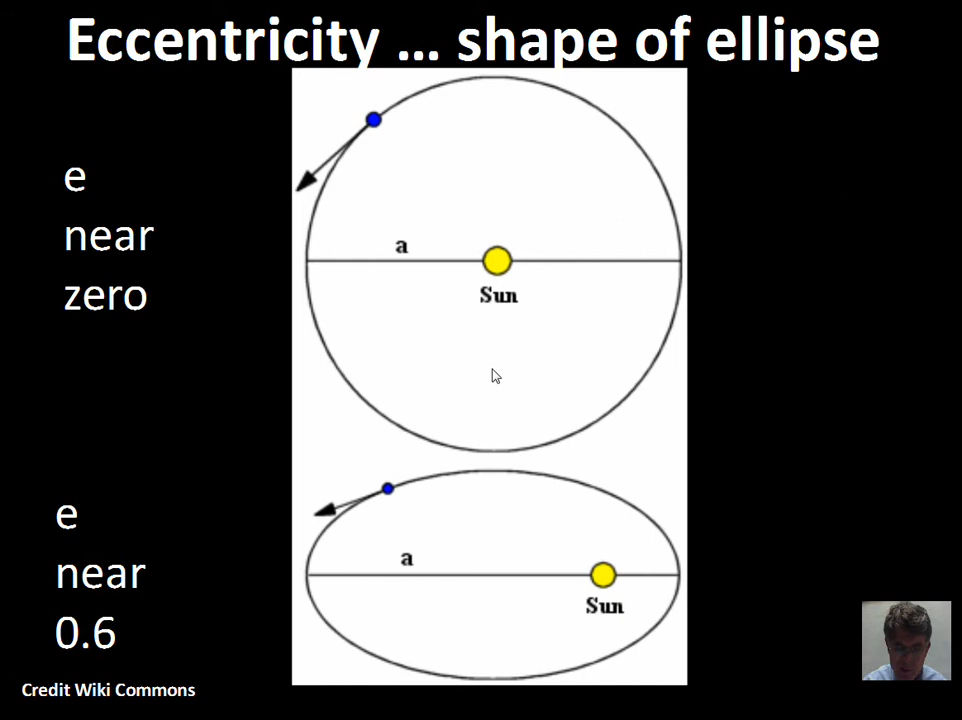 Eccentricity ... shape of ellipse
e
near
zero
a
Sun
e
near
0.6
a
Sun
Credit Wiki Commons